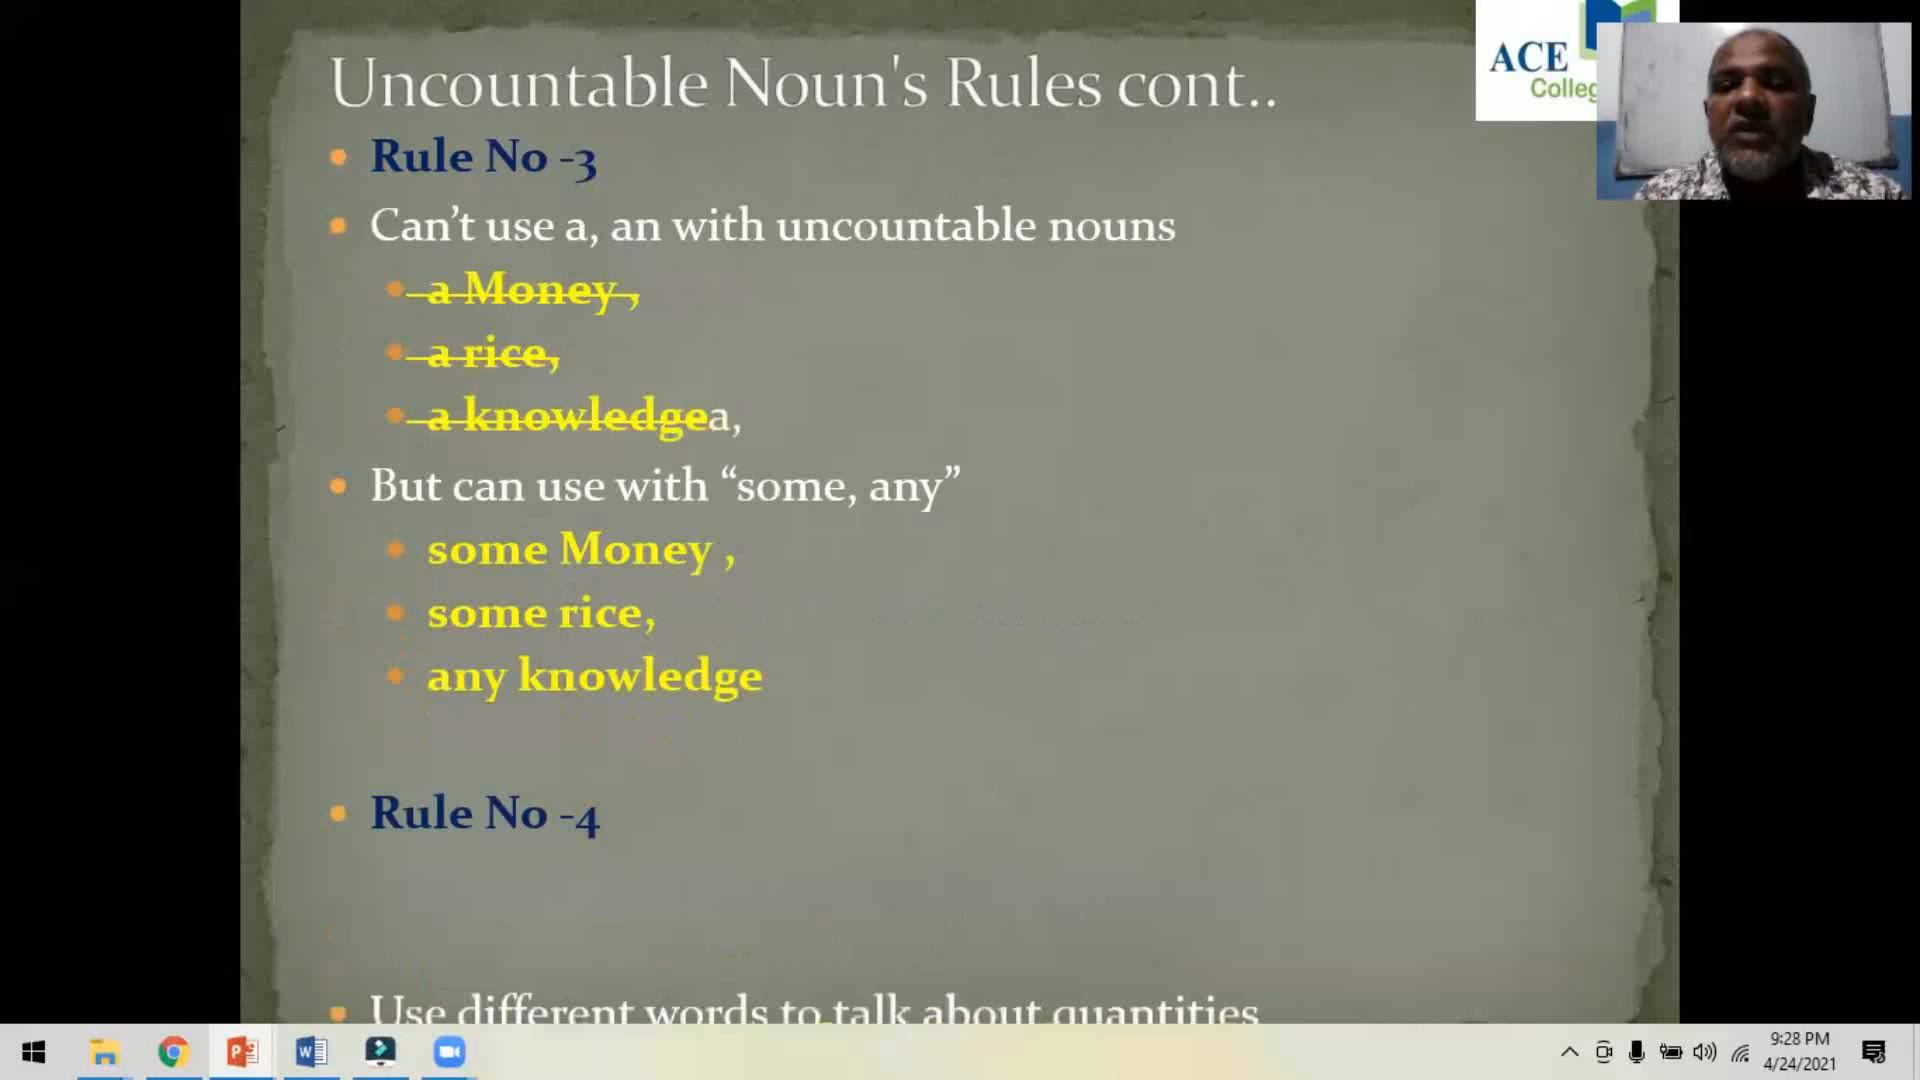 Uncountable Noun's Rules cont..
ACE
Rule No -3
Can’t use a, an with uncountable nouns
a Money ,
a rice,
a knowledgea,
But can use with “some, any”
some Money ,
some rice,
any knowledge
Rule No -4
Use different words to talk about quantities
9:28 PM
4/24/2021